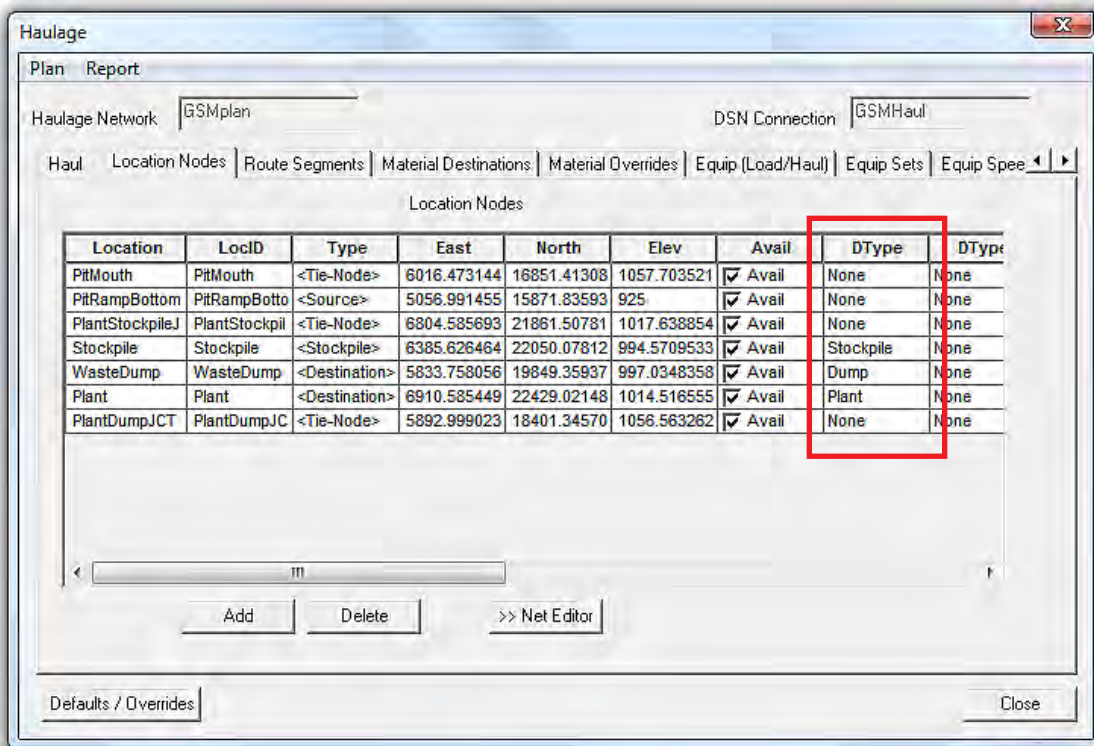 Haulage
Plan Report
Haulage Network GSMplan DSN Connection GSMHaul
Haul Location Nodes Route Segments Material Destinations Material Overrides Equip (Load/Haul) Equip Sets Equip Spee
Location Nodes
Location LocID Type East North Elev Avail DType DType
PitMouth PitMouth <Tie-Node> 6016.473144 16851.41308 1057.703521 Avail None None
PitRampBottom PitRampBotto <Source> 5056.991455 15871.83593 925 Avail None None
PlantStockpileJ PlantStockpil <Tie-Node> 6804.585693 21861.50781 1017.638854 Avail None None
Stockpile Stockpile <Stockpile> 6385.626464 22050.07812 994.5709533 Avail Stockpile None
WasteDump WasteDump <Destination> 5833.758056 19849.35937 997.0348358 Avail Dump None
Plant Plant <Destination> 6910.585449 22429.02148 1014.516555 Avail Plant None
PlantDumpJCT PlantDumpJC <Tie-Node> 5892.999023 18401.34570 1056.563262 Avail None None
Add Delete >> Net Editor
Defaults / Overrides Close